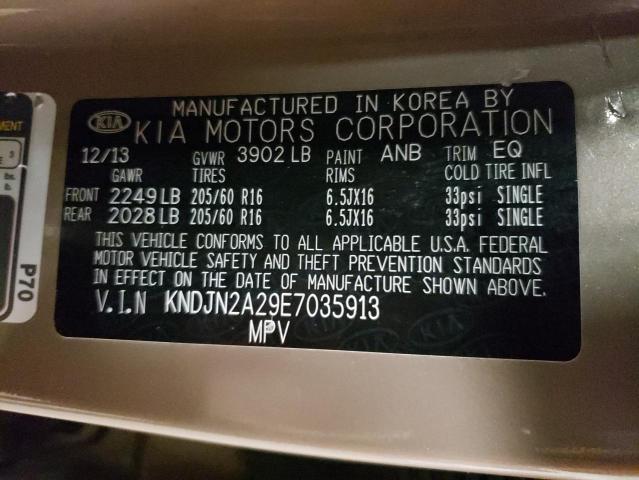 MANUFACTURED IN KOREA BY
KIA KIA MOTORS CORPORATION
12/13 GVWR 3902 LB PAINT ANB TRIM EQ
GAWR TIRES RIMS COLD TIRE INFL
FRONT 2249 LB 205/60 R16 6.5JX16 33psi SINGLE
REAR 2028 LB 205/60 R16 6.5JX16 33psi SINGLE
THIS VEHICLE CONFORMS TO ALL APPLICABLE U.S.A. FEDERAL
MOTOR VEHICLE SAFETY AND THEFT PREVENTION STANDARDS
IN EFFECT ON THE DATE OF MANUFACTURE SHOWN ABOVE.
V.I.N KNDJN2A29E7035913
MPV
P70